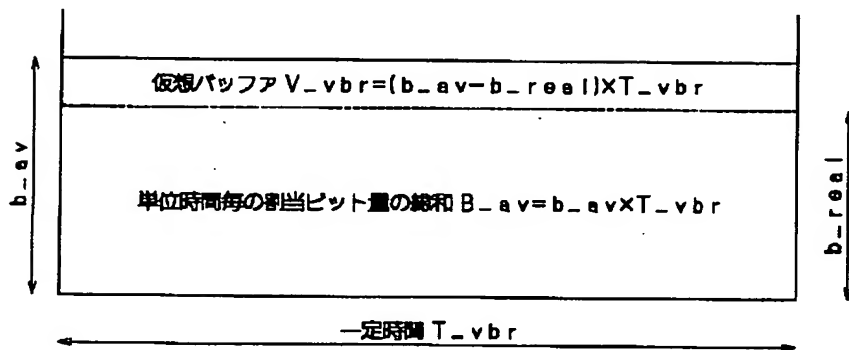 仮想バッファ V_vbr=(b_av-b_real)×T_vbr
b_av
単位時間毎の割当ビット量の総和 B_av=b_av×T_vbr
b_real
一定時間 T_vbr